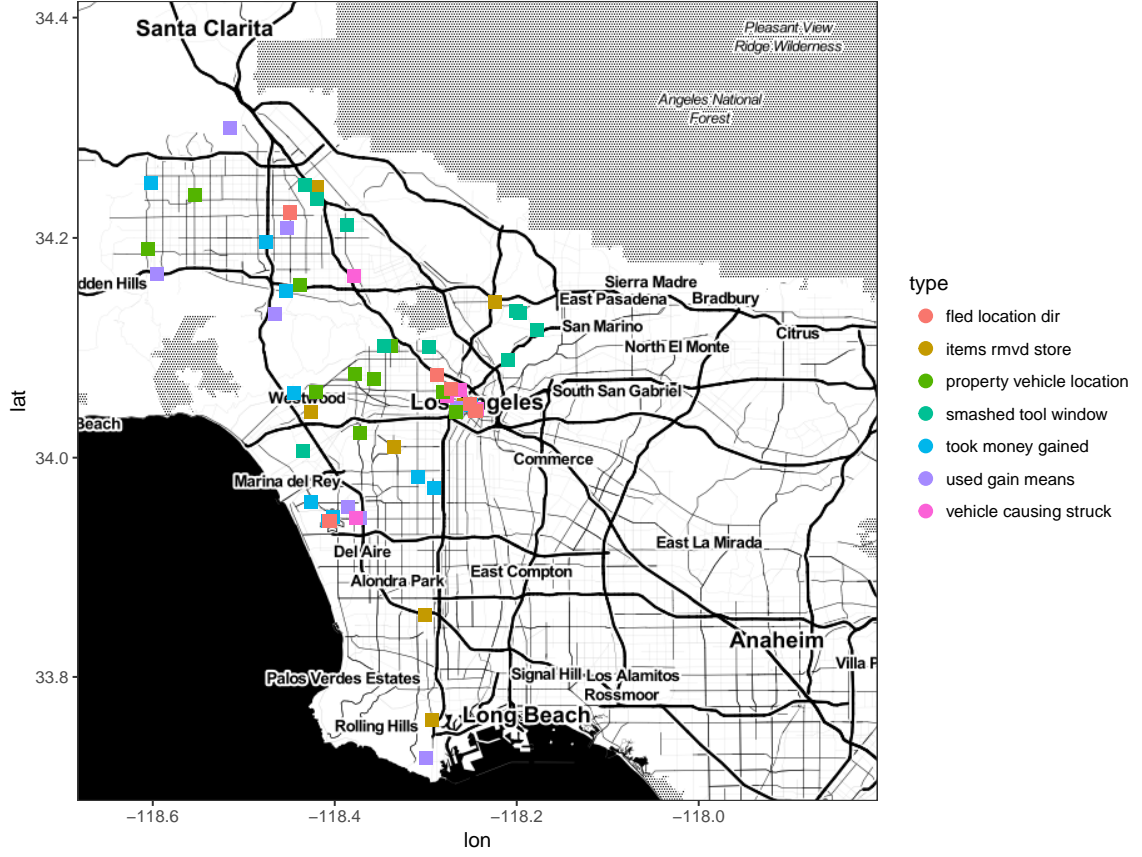 34.4
34.2
34.0
33.8
lat
−118.6
−118.4
−118.2
−118.0
lon
Santa Clarita
Pleasant View
Ridge Wilderness
Angeles National
Forest
dden Hills
Sierra Madre
East Pasadena
Bradbury
San Marino
Citrus
North El Monte
South San Gabriel
Westwood
Los Angeles
Beach
Commerce
Marina del Rey
Del Aire
East La Mirada
Alondra Park
East Compton
Anaheim
Villa P
Palos Verdes Estates
Signal Hill
Los Alamitos
Rossmoor
Rolling Hills
Long Beach
type
fled location dir
items rmvd store
property vehicle location
smashed tool window
took money gained
used gain means
vehicle causing struck